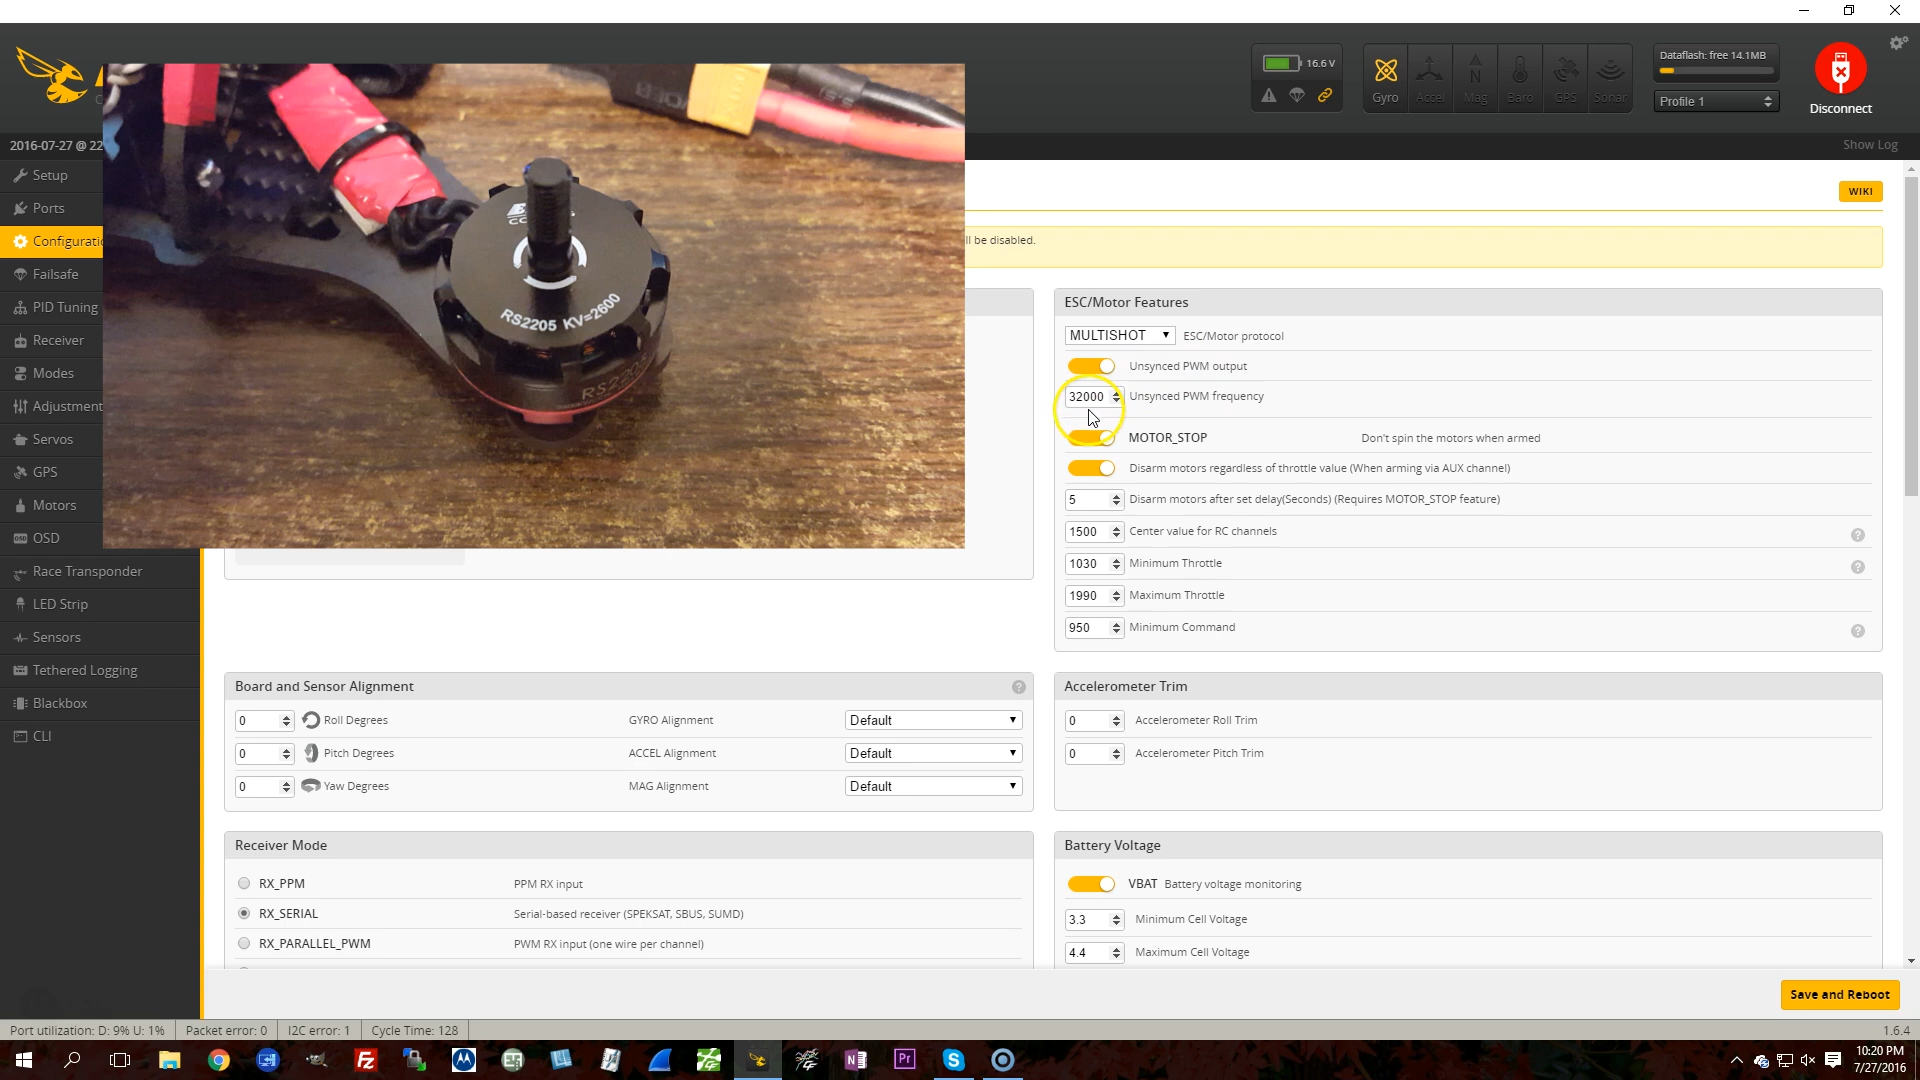 16.6 V
Gyro
Accel
Mag
Baro
GPS
Sonar
Dataflash: free 14.1MB
Profile 1
Disconnect
2016-07-27 @ 22
Show Log
Setup
Ports
Configuratio
Failsafe
PID Tuning
Receiver
Modes
Adjustment
Servos
GPS
Motors
OSD
OSD
Race Transponder
LED Strip
Sensors
Tethered Logging
Blackbox
CLI
RS2205 KV=2600
RS2205
WIKI
ll be disabled.
ESC/Motor Features
MULTISHOT ESC/Motor protocol
Unsynced PWM output
32000 Unsynced PWM frequency
MOTOR_STOP Don't spin the motors when armed
Disarm motors regardless of throttle value (When arming via AUX channel)
5 Disarm motors after set delay(Seconds) (Requires MOTOR_STOP feature)
1500 Center value for RC channels ?
1030 Minimum Throttle ?
1990 Maximum Throttle
950 Minimum Command ?
Board and Sensor Alignment ?
0 Roll Degrees GYRO Alignment Default
0 Pitch Degrees ACCEL Alignment Default
0 Yaw Degrees MAG Alignment Default
Accelerometer Trim
0 Accelerometer Roll Trim
0 Accelerometer Pitch Trim
Receiver Mode
RX_PPM PPM RX input
RX_SERIAL Serial-based receiver (SPEKSAT, SBUS, SUMD)
RX_PARALLEL_PWM PWM RX input (one wire per channel)
Battery Voltage
VBAT Battery voltage monitoring
3.3 Minimum Cell Voltage
4.4 Maximum Cell Voltage
Save and Reboot
Port utilization: D: 9% U: 1% Packet error: 0 I2C error: 1 Cycle Time: 128 1.6.4
10:20 PM
7/27/2016